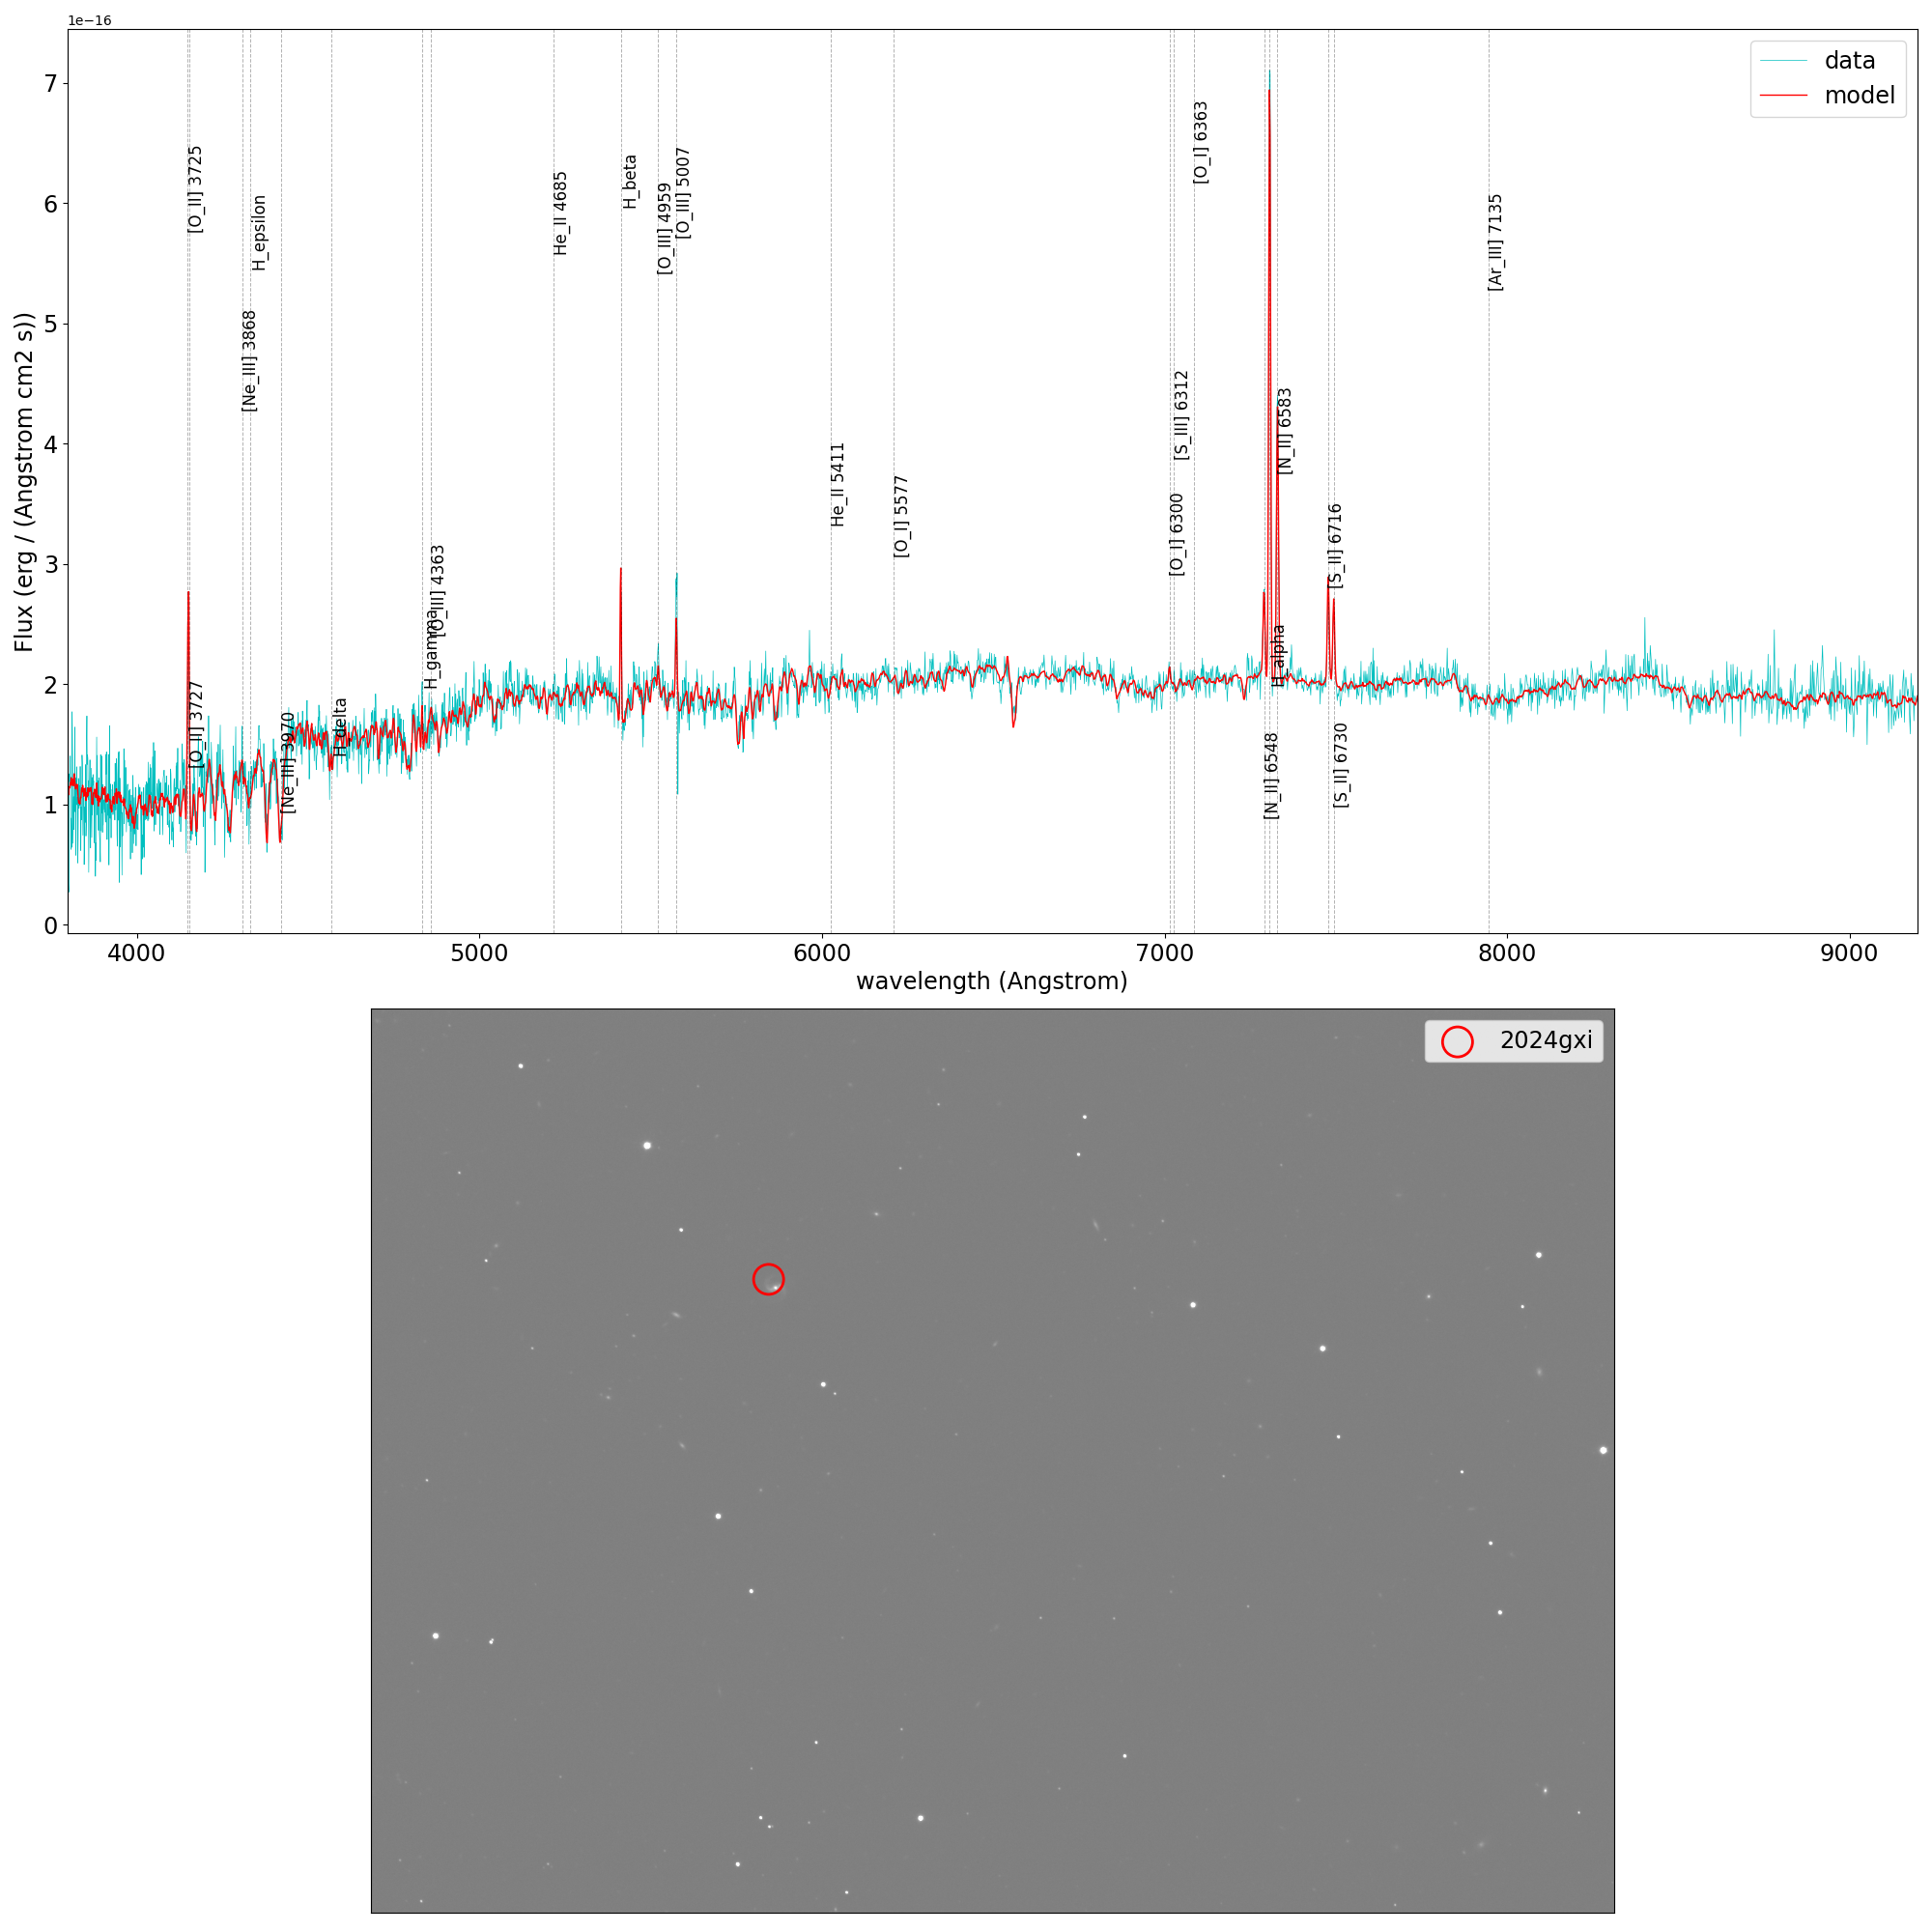 1e−16
data
model
[O_II] 3725
[O_II] 3727
[Ne_III] 3868
H_epsilon
[Ne_III] 3970
H_delta
H_gamma
[O_III] 4363
He_II 4685
H_beta
[O_III] 4959
[O_III] 5007
He_II 5411
[O_I] 5577
[O_I] 6300
[S_III] 6312
[O_I] 6363
[N_II] 6548
H_alpha
[N_II] 6583
[S_II] 6716
[S_II] 6730
[Ar_III] 7135
Flux (erg / (Angstrom cm2 s))
7
6
5
4
3
2
1
0
4000 5000 6000 7000 8000 9000
wavelength (Angstrom)
2024gxi